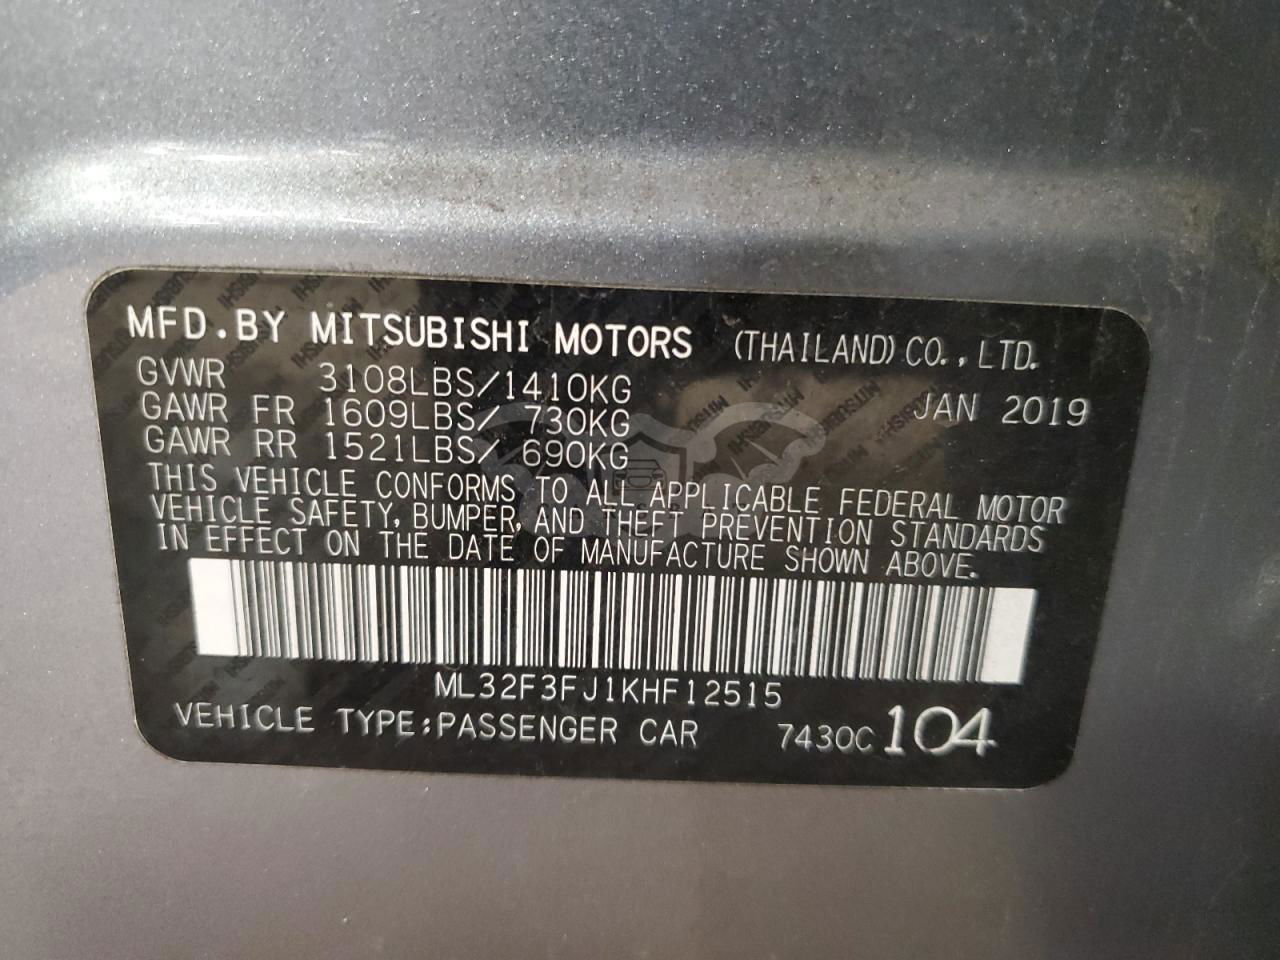 MFD.BY MITSUBISHI MOTORS (THAILAND) CO.,LTD.
GVWR 3108LBS/1410KG
GAWR FR 1609LBS/ 730KG JAN 2019
GAWR RR 1521LBS/ 690KG
THIS VEHICLE CONFORMS TO ALL APPLICABLE FEDERAL MOTOR
VEHICLE SAFETY, BUMPER, AND THEFT PREVENTION STANDARDS
IN EFFECT ON THE DATE OF MANUFACTURE SHOWN ABOVE.
ML32F3FJ1KHF12515
VEHICLE TYPE:PASSENGER CAR 7430C 104